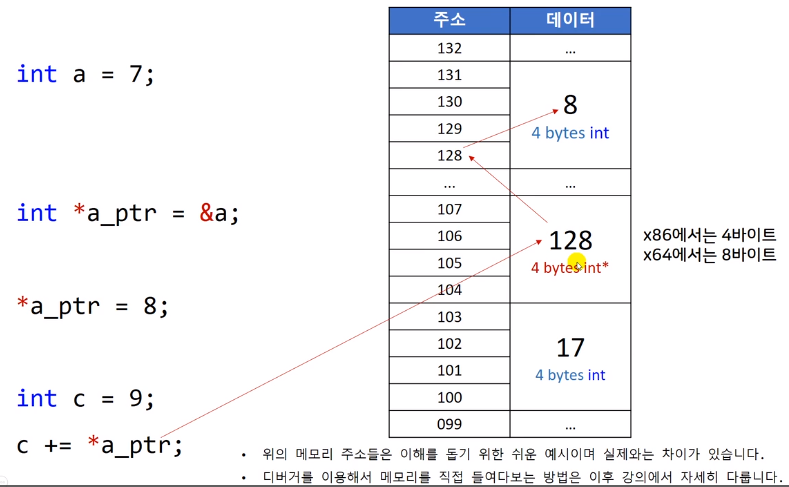 int a = 7;
int *a_ptr = &a;
*a_ptr = 8;
int c = 9;
c += *a_ptr;
주소 데이터
132 ...
131
130
129
128
8
4 bytes int
... ...
107
106
105
104
128
4 bytes int*
103
102
101
100
17
4 bytes int
099 ...
x86에서는 4바이트
x64에서는 8바이트
• 위의 메모리 주소들은 이해를 돕기 위한 쉬운 예시이며 실제와는 차이가 있습니다.
• 디버거를 이용해서 메모리를 직접 들여다보는 방법은 이후 강의에서 자세히 다룹니다.